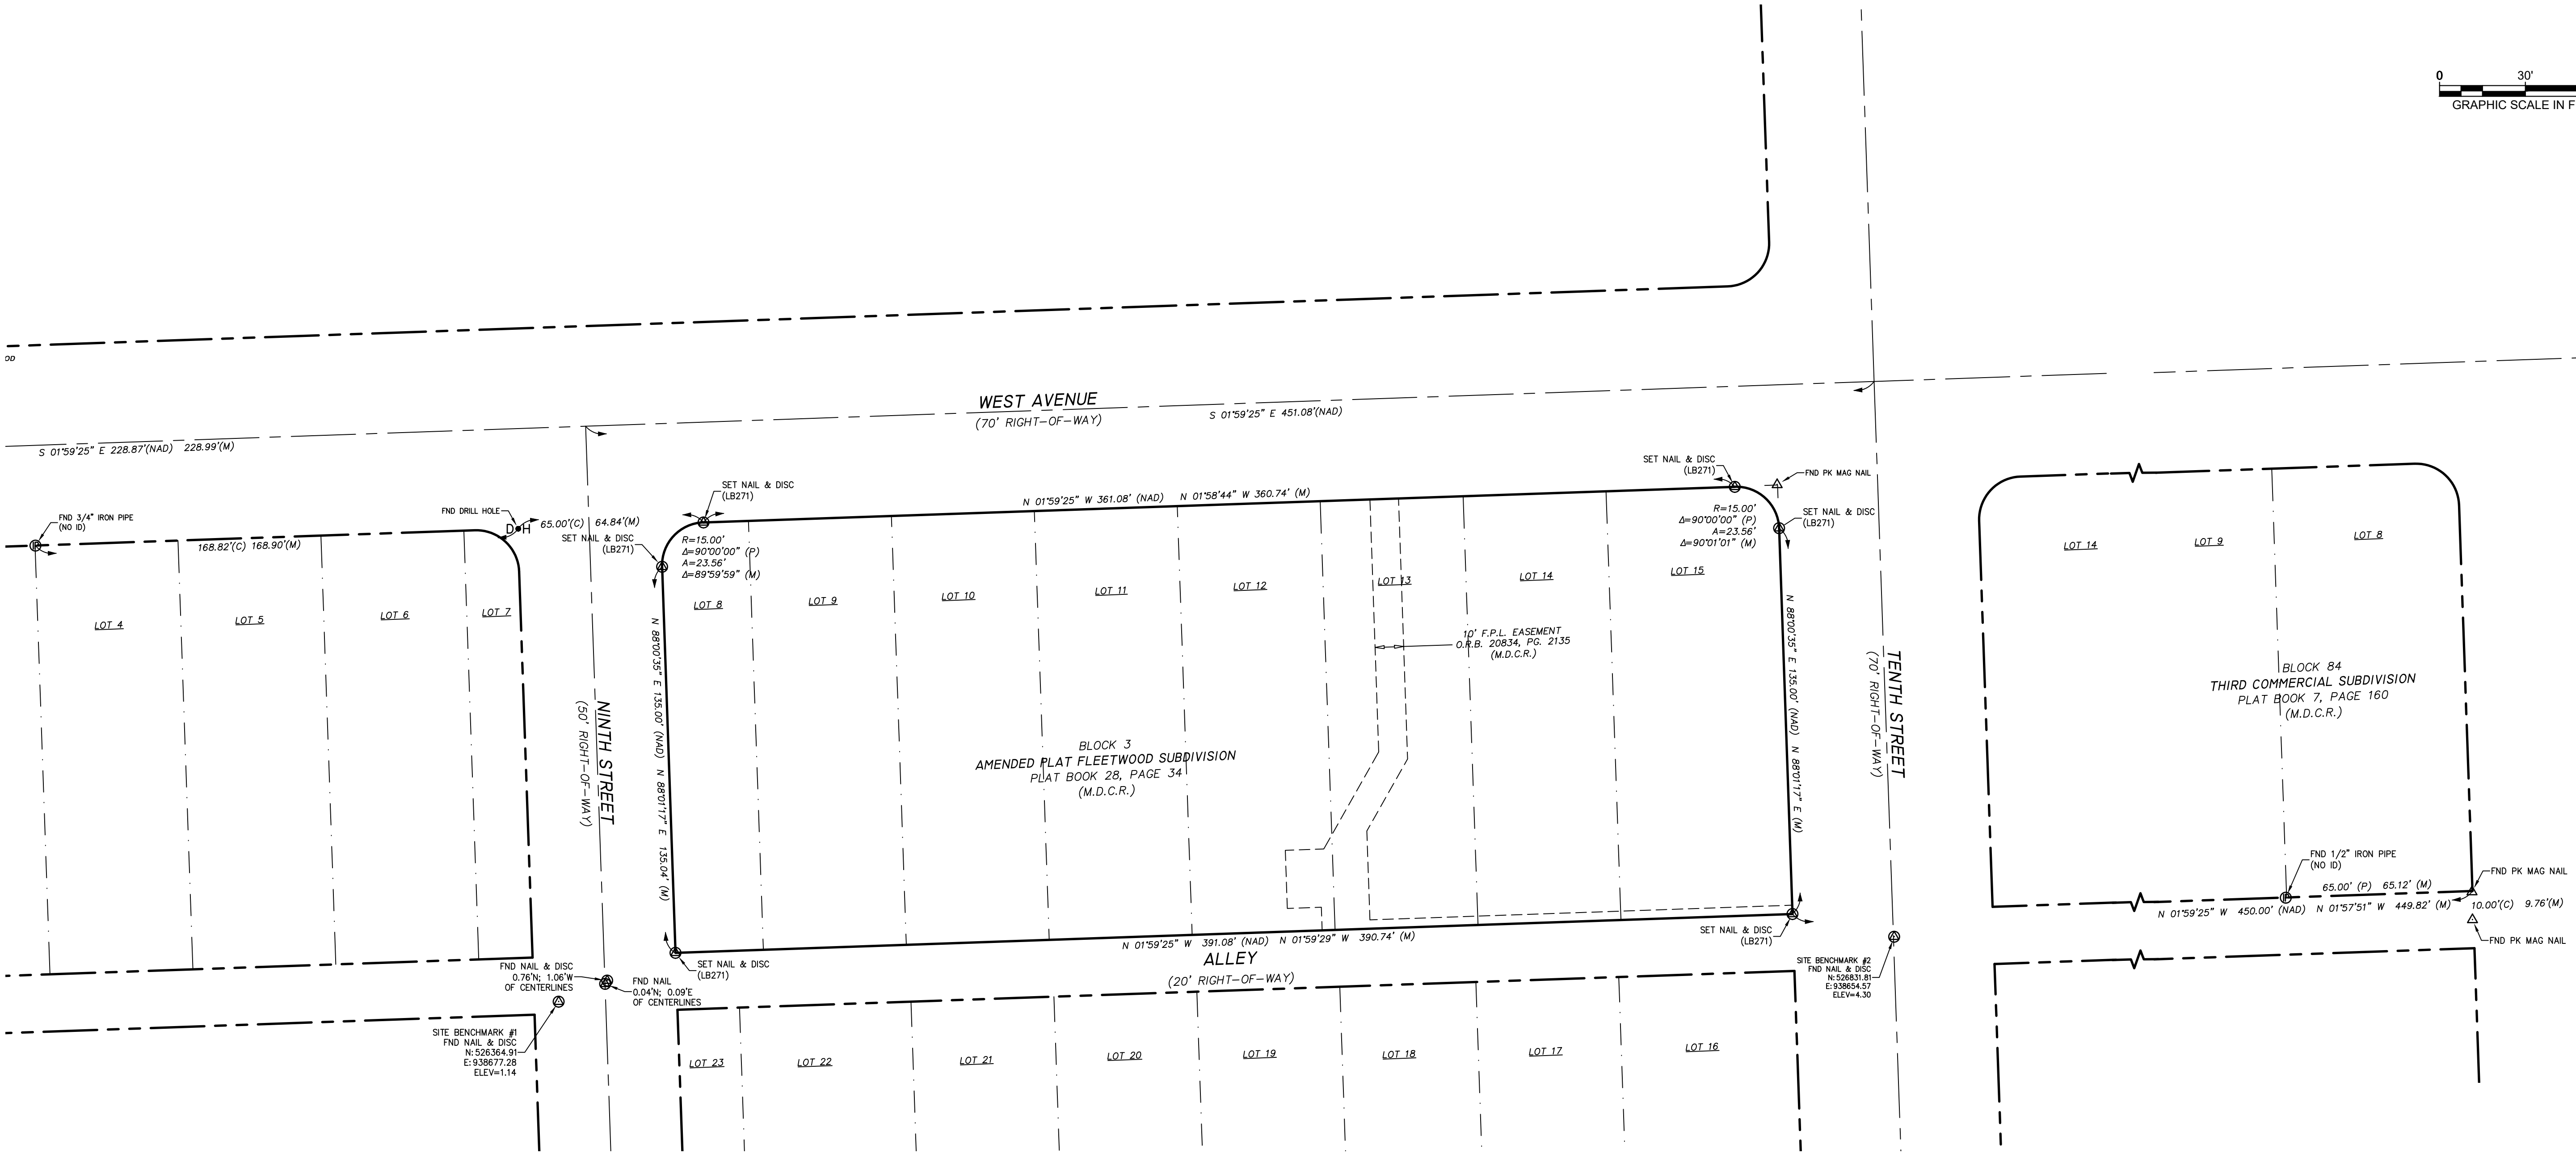 0 30'
GRAPHIC SCALE IN F
OD
WEST AVENUE
(70' RIGHT-OF-WAY)
S 01°59'25" E 451.08'(NAD)
S 01°59'25" E 228.87'(NAD) 228.99'(M)
FND 3/4" IRON PIPE
(NO ID)
168.82'(C) 168.90'(M)
FND DRILL HOLE
D H
65.00'(C) 64.84'(M)
SET NAIL & DISC
(LB271)
SET NAIL & DISC
(LB271)
N 01°59'25" W 361.08' (NAD) N 01°58'44" W 360.74' (M)
SET NAIL & DISC
(LB271)
FND PK MAG NAIL
SET NAIL & DISC
(LB271)
R=15.00'
Δ=90°00'00" (P)
A=23.56'
Δ=89°59'59" (M)
R=15.00'
Δ=90°00'00" (P)
A=23.56'
Δ=90°01'01" (M)
LOT 4
LOT 5
LOT 6
LOT 7
LOT 8
LOT 9
LOT 10
LOT 11
LOT 12
LOT 13
LOT 14
LOT 15
LOT 14
LOT 9
LOT 8
10' F.P.L. EASEMENT
O.R.B. 20834, PG. 2135
(M.D.C.R.)
NINTH STREET
(50' RIGHT-OF-WAY)
N 88°00'35" E 135.00' (NAD) N 88°01'17" E 135.04' (M)
BLOCK 3
AMENDED PLAT FLEETWOOD SUBDIVISION
PLAT BOOK 28, PAGE 34
(M.D.C.R.)
N 88°00'35" E 135.00' (NAD) N 88°01'17" E (M)
TENTH STREET
(70' RIGHT-OF-WAY)
BLOCK 84
THIRD COMMERCIAL SUBDIVISION
PLAT BOOK 7, PAGE 160
(M.D.C.R.)
FND 1/2" IRON PIPE
(NO ID)
65.00' (P) 65.12' (M)
FND PK MAG NAIL
N 01°59'25" W 450.00' (NAD) N 01°57'51" W 449.82' (M)
10.00'(C) 9.76'(M)
FND PK MAG NAIL
N 01°59'25" W 391.08' (NAD) N 01°59'29" W 390.74' (M)
SET NAIL & DISC
(LB271)
SET NAIL & DISC
(LB271)
ALLEY
(20' RIGHT-OF-WAY)
FND NAIL & DISC
0.76'N; 1.06'W
OF CENTERLINES
FND NAIL
0.04'N; 0.09'E
OF CENTERLINES
SITE BENCHMARK #1
FND NAIL & DISC
N:526364.91
E:938677.28
ELEV=1.14
SITE BENCHMARK #2
FND NAIL & DISC
N:526831.81
E:938654.57
ELEV=4.30
LOT 23
LOT 22
LOT 21
LOT 20
LOT 19
LOT 18
LOT 17
LOT 16